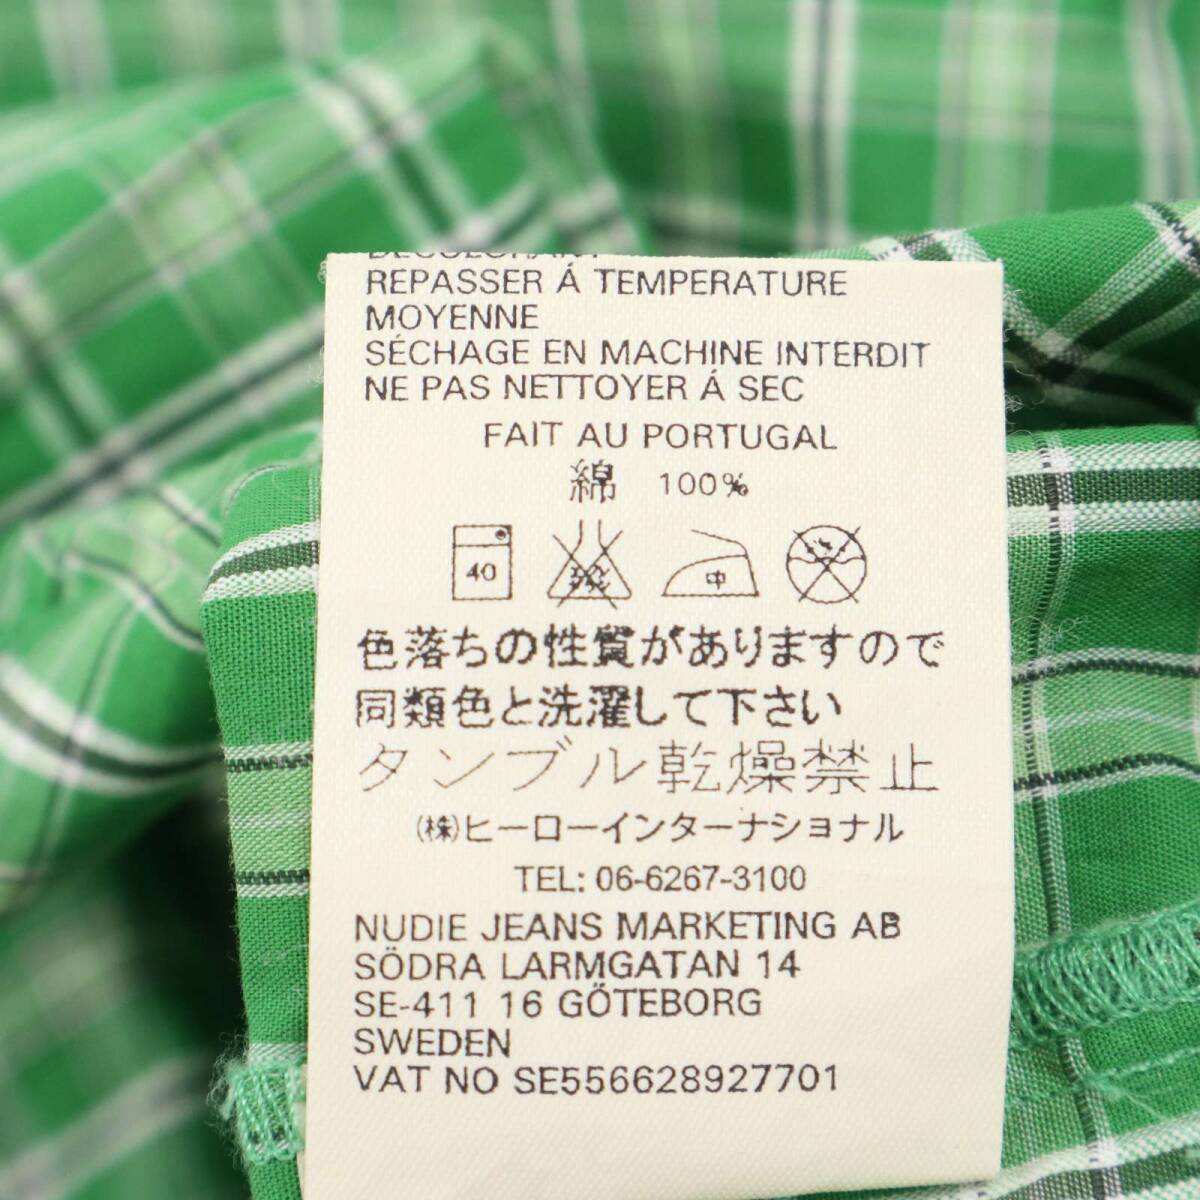 REPASSER Á TEMPERATURE
MOYENNE
SÉCHAGE EN MACHINE INTERDIT
NE PAS NETTOYER Á SEC
FAIT AU PORTUGAL
綿 100%
40 中
色落ちの性質がありますので
同類色と洗濯して下さい
タンブル乾燥禁止
(株)ヒーローインターナショナル
TEL: 06-6267-3100
NUDIE JEANS MARKETING AB
SÖDRA LARMGATAN 14
SE-411 16 GÖTEBORG
SWEDEN
VAT NO SE556628927701